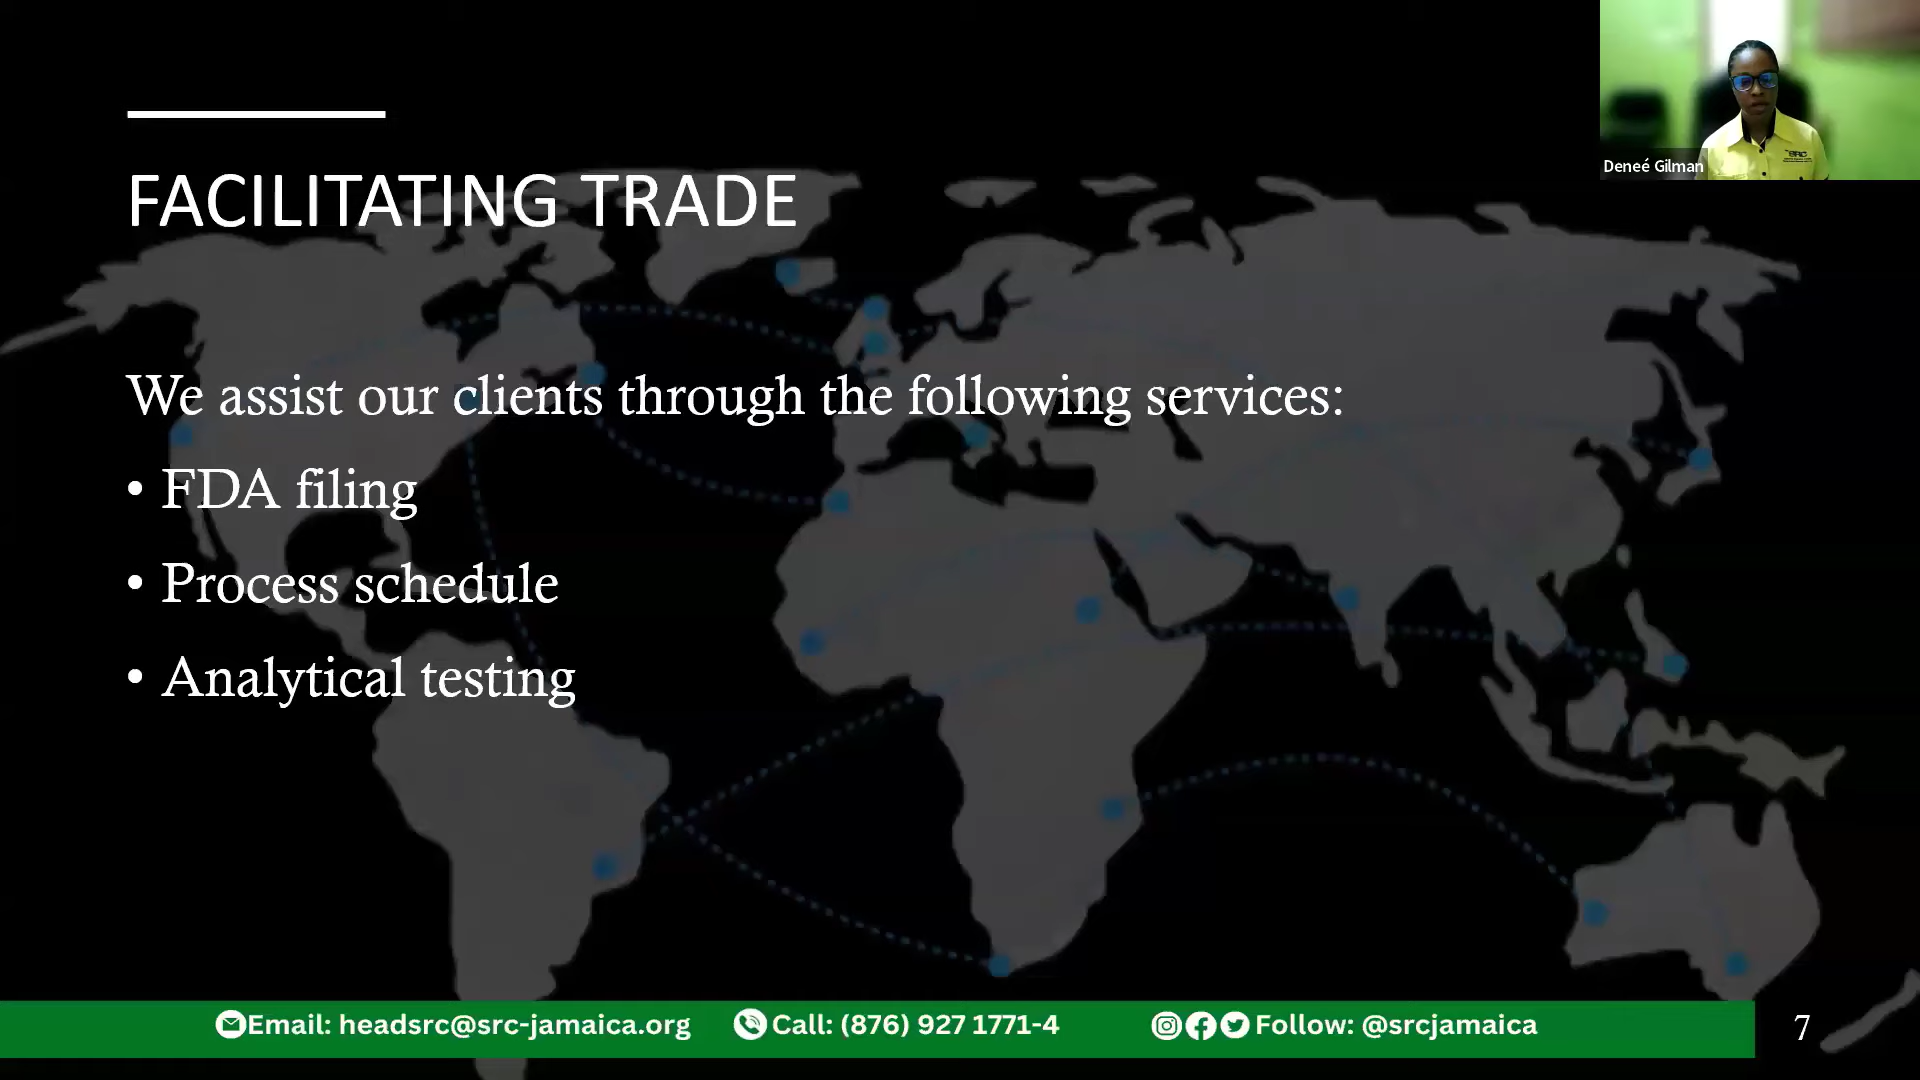 Deneé Gilman
SRC
FACILITATING TRADE
We assist our clients through the following services:
• FDA filing
• Process schedule
• Analytical testing
Email: headsrc@src-jamaica.org Call: (876) 927 1771-4 Follow: @srcjamaica
7